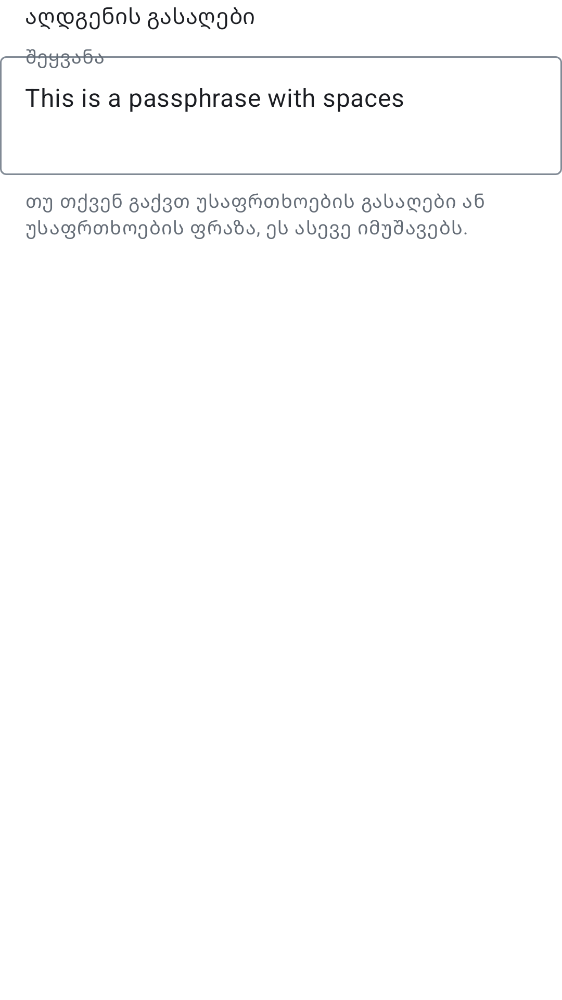 აღდგენის გასაღები
შეყვანა
This is a passphrase with spaces
თუ თქვენ გაქვთ უსაფრთხოების გასაღები ან
უსაფრთხოების ფრაზა, ეს ასევე იმუშავებს.